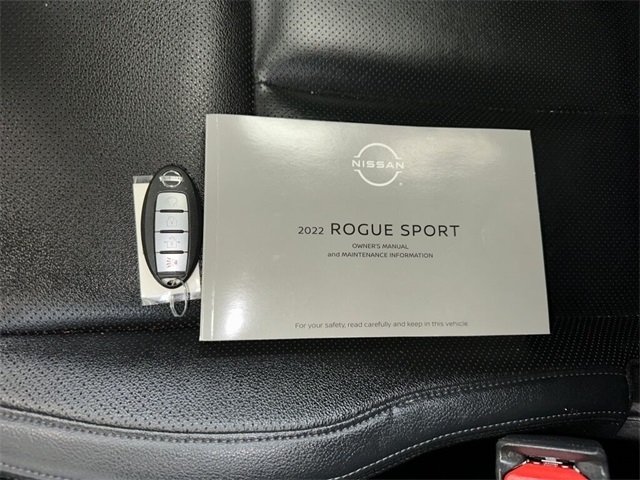 NISSAN
2022 ROGUE SPORT
OWNER'S MANUAL
and MAINTENANCE INFORMATION
For your safety, read carefully and keep in this vehicle.